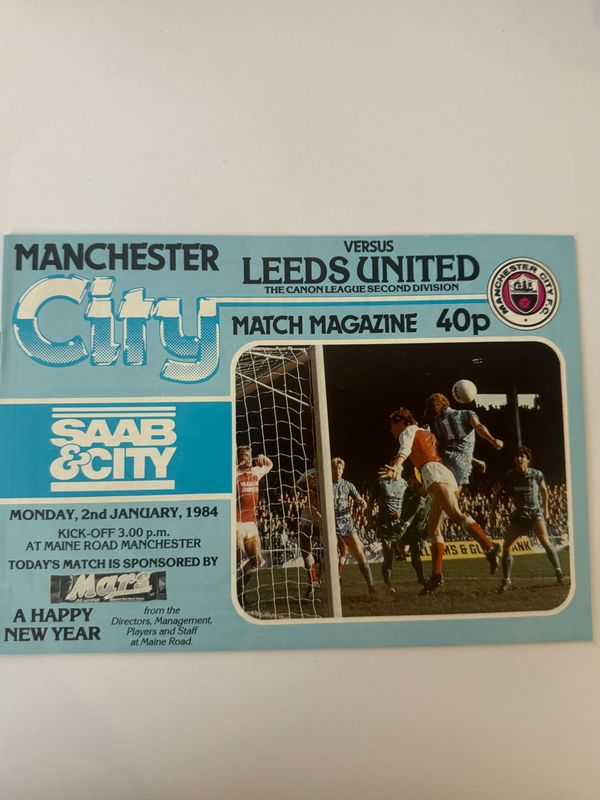 MANCHESTER
City
VERSUS
LEEDS UNITED
THE CANON LEAGUE SECOND DIVISION
MANCHESTER CITY F.C.
MATCH MAGAZINE 40p
SAAB
&CITY
MONDAY, 2nd JANUARY, 1984
KICK-OFF 3.00 p.m.
AT MAINE ROAD MANCHESTER
TODAY'S MATCH IS SPONSORED BY
Mars
A HAPPY
NEW YEAR
from the
Directors, Management,
Players and Staff
at Maine Road.
MS & GLYN